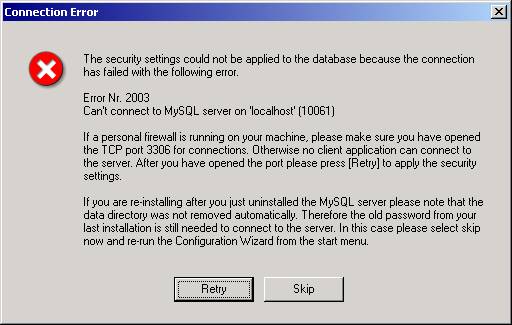 Connection Error
The security settings could not be applied to the database because the connection
has failed with the following error.
Error Nr. 2003
Can't connect to MySQL server on 'localhost' (10061)
If a personal firewall is running on your machine, please make sure you have opened
the TCP port 3306 for connections. Otherwise no client application can connect to
the server. After you have opened the port please press [Retry] to apply the security
settings.
If you are re-installing after you just uninstalled the MySQL server please note that the
data directory was not removed automatically. Therefore the old password from your
last installation is still needed to connect to the server. In this case please select skip
now and re-run the Configuration Wizard from the start menu.
Retry
Skip